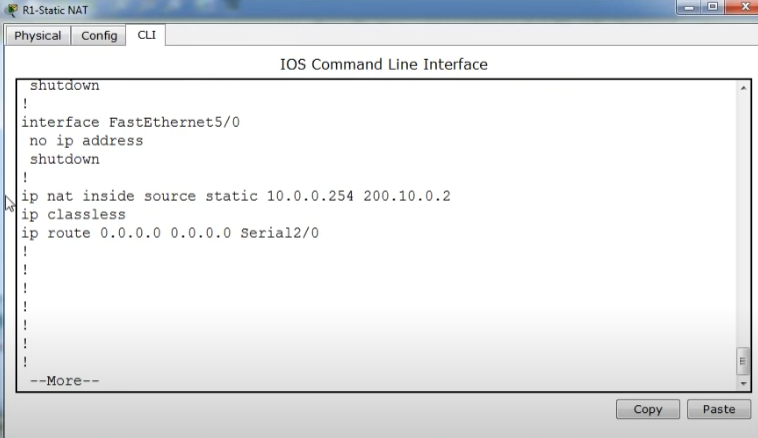 R1-Static NAT
Physical Config CLI
IOS Command Line Interface
shutdown
!
interface FastEthernet5/0
no ip address
shutdown
!
ip nat inside source static 10.0.0.254 200.10.0.2
ip classless
ip route 0.0.0.0 0.0.0.0 Serial2/0
!
!
!
!
!
!
!
--More--
Copy Paste